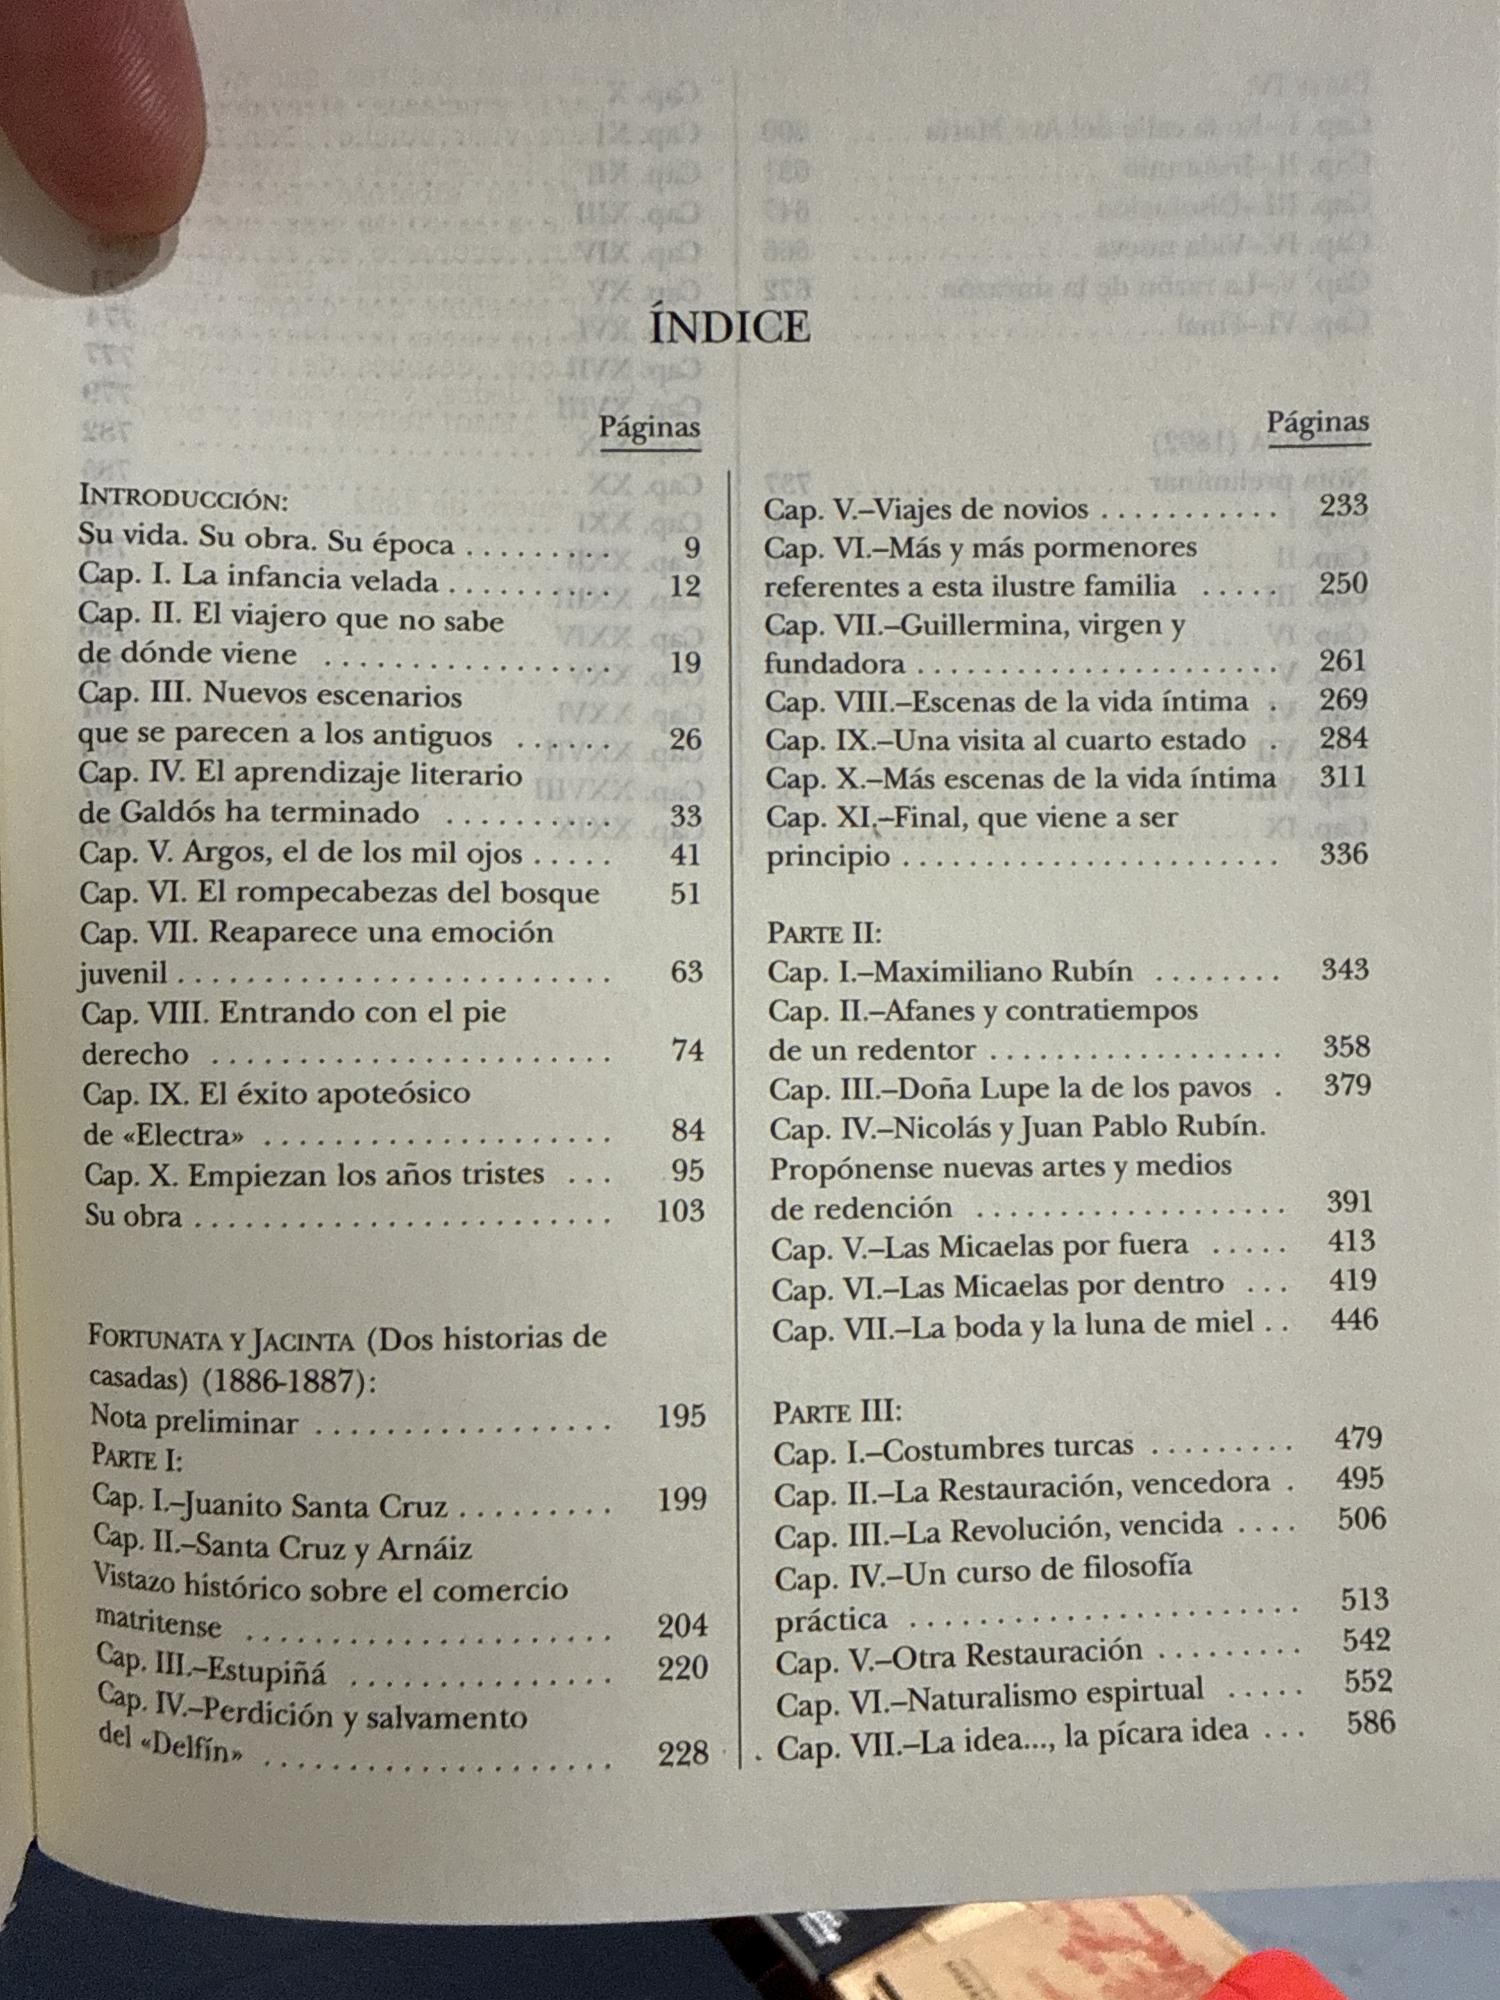 ÍNDICE
Páginas
INTRODUCCIÓN:
Su vida. Su obra. Su época ......... 9
Cap. I. La infancia velada .......... 12
Cap. II. El viajero que no sabe
de dónde viene ................. 19
Cap. III. Nuevos escenarios
que se parecen a los antiguos ...... 26
Cap. IV. El aprendizaje literario
de Galdós ha terminado .......... 33
Cap. V. Argos, el de los mil ojos ..... 41
Cap. VI. El rompecabezas del bosque 51
Cap. VII. Reaparece una emoción
juvenil ......................... 63
Cap. VIII. Entrando con el pie
derecho ....................... 74
Cap. IX. El éxito apoteósico
de «Electra» .................... 84
Cap. X. Empiezan los años tristes ... 95
Su obra ........................ 103
FORTUNATA Y JACINTA (Dos historias de
casadas) (1886-1887):
Nota preliminar ................. 195
PARTE I:
Cap. I.–Juanito Santa Cruz ......... 199
Cap. II.–Santa Cruz y Arnáiz
Vistazo histórico sobre el comercio
matritense ..................... 204
Cap. III.–Estupiñá ............... 220
Cap. IV.–Perdición y salvamento
del «Delfín» .................... 228
Páginas
Cap. V.–Viajes de novios ........... 233
Cap. VI.–Más y más pormenores
referentes a esta ilustre familia ..... 250
Cap. VII.–Guillermina, virgen y
fundadora ...................... 261
Cap. VIII.–Escenas de la vida íntima . 269
Cap. IX.–Una visita al cuarto estado . 284
Cap. X.–Más escenas de la vida íntima 311
Cap. XI.–Final, que viene a ser
principio ....................... 336
PARTE II:
Cap. I.–Maximiliano Rubín ........ 343
Cap. II.–Afanes y contratiempos
de un redentor ................. 358
Cap. III.–Doña Lupe la de los pavos . 379
Cap. IV.–Nicolás y Juan Pablo Rubín.
Propónense nuevas artes y medios
de redención .................. 391
Cap. V.–Las Micaelas por fuera ..... 413
Cap. VI.–Las Micaelas por dentro ... 419
Cap. VII.–La boda y la luna de miel .. 446
PARTE III:
Cap. I.–Costumbres turcas ......... 479
Cap. II.–La Restauración, vencedora . 495
Cap. III.–La Revolución, vencida .... 506
Cap. IV.–Un curso de filosofía
práctica ........................ 513
Cap. V.–Otra Restauración ......... 542
Cap. VI.–Naturalismo espirtual ..... 552
Cap. VII.–La idea..., la pícara idea ... 586